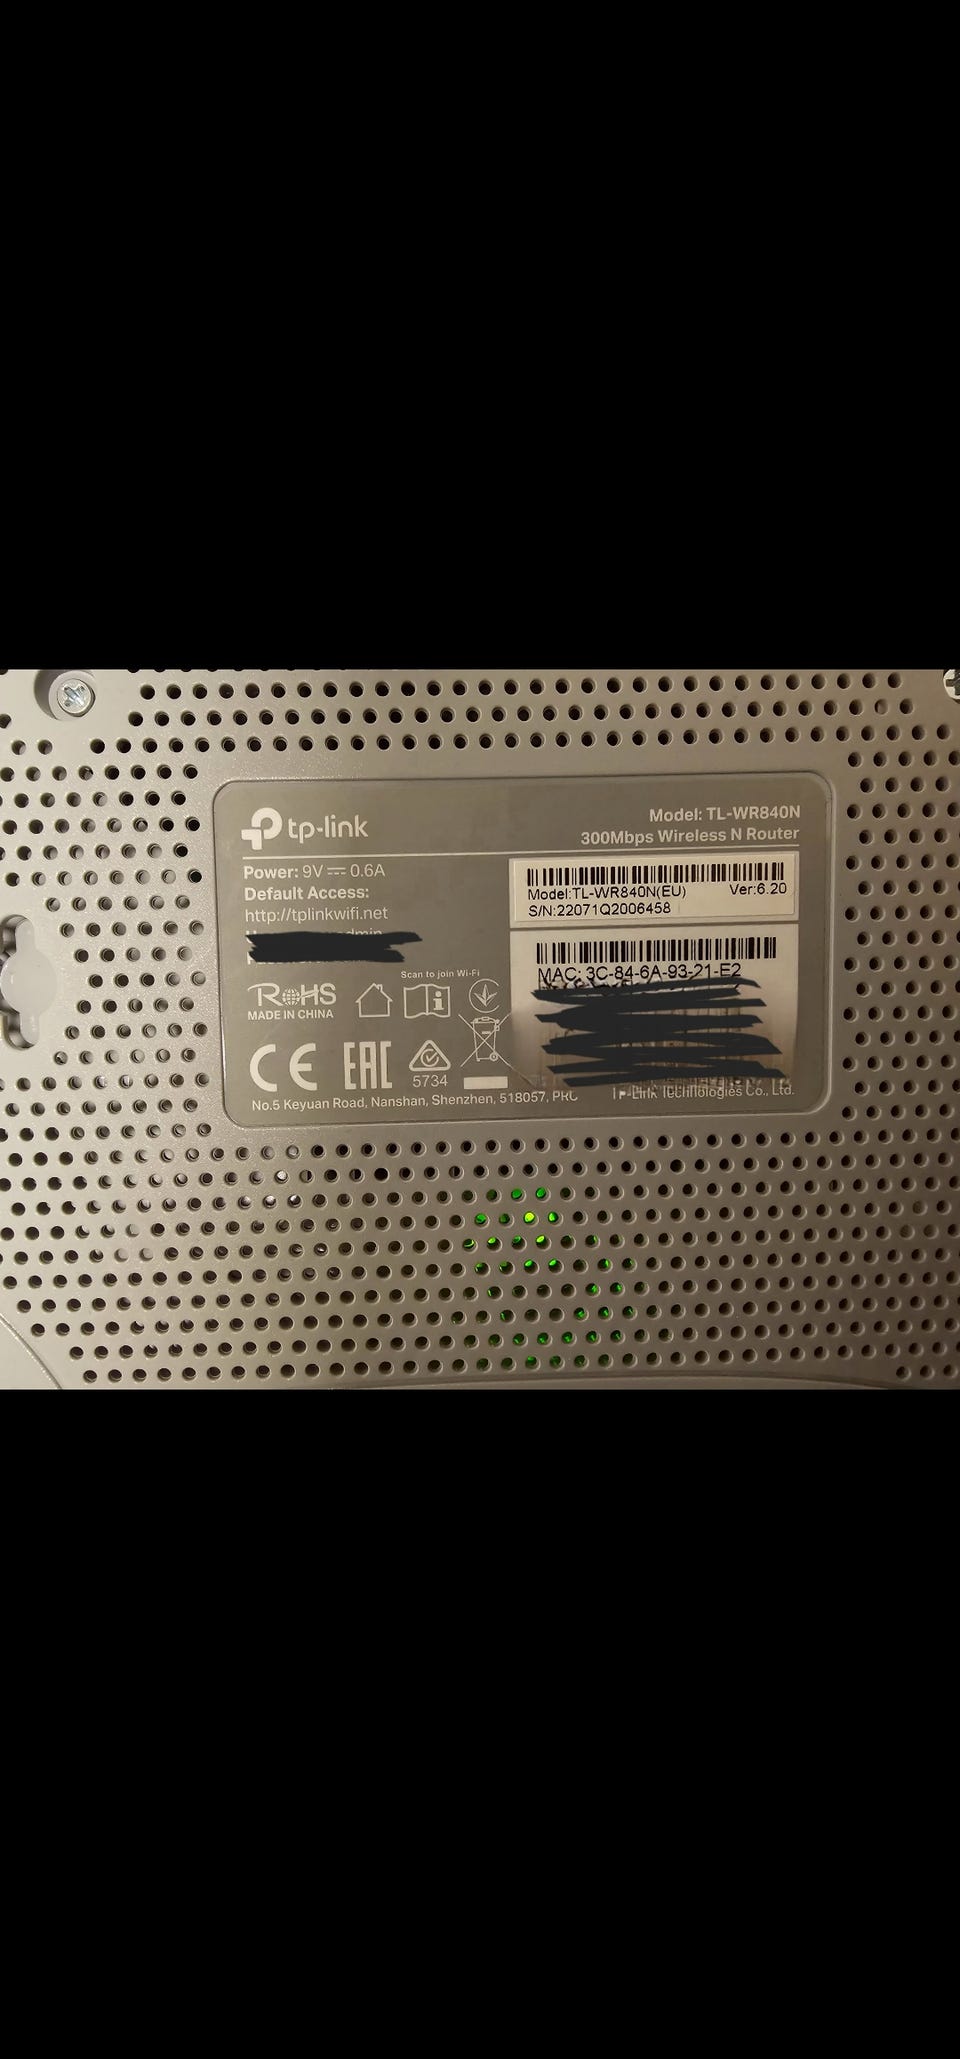 tp-link
Model: TL-WR840N
300Mbps Wireless N Router
Power: 9V 0.6A
Default Access:
http://tplinkwifi.net
Model:TL-WR840N(EU) Ver:6.20
S/N:22071Q2006458
MAC: 3C-84-6A-93-21-E2
Scan to join Wi-Fi
RoHS
MADE IN CHINA
CE EAC
5734
No.5 Keyuan Road, Nanshan, Shenzhen, 518057, PRC
TP-Link Technologies Co., Ltd.